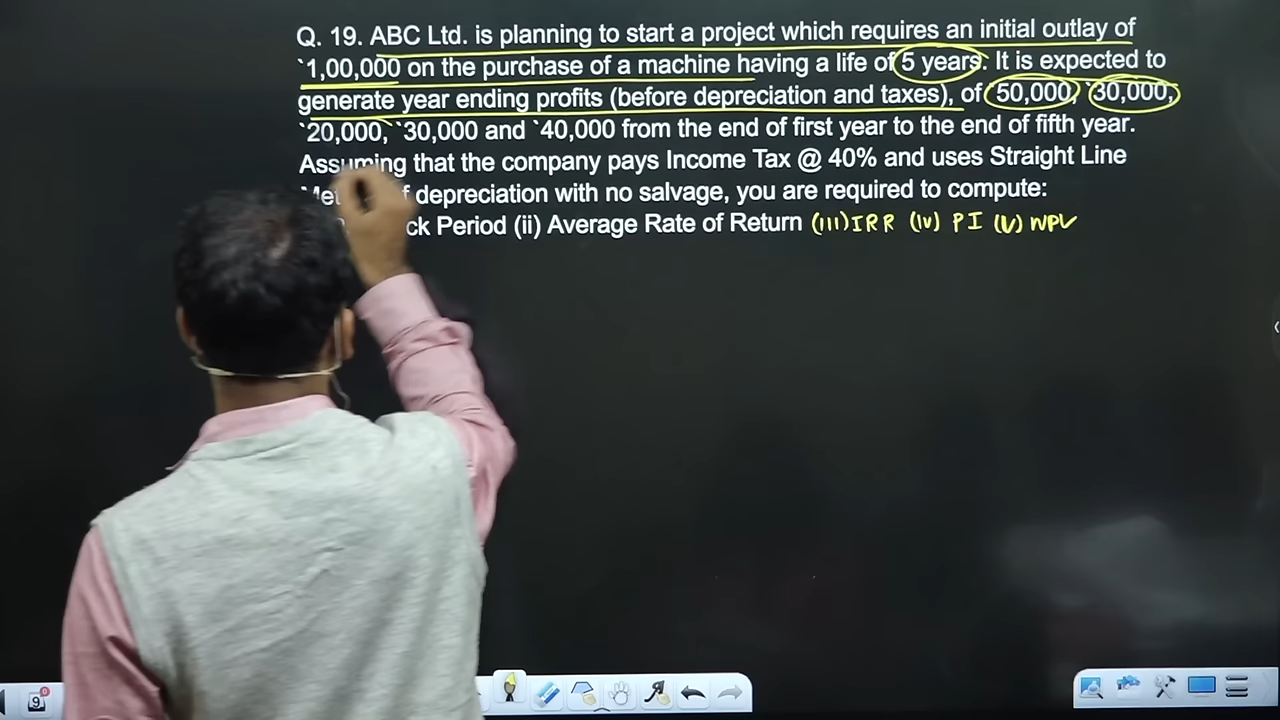 Q. 19. ABC Ltd. is planning to start a project which requires an initial outlay of
`1,00,000 on the purchase of a machine having a life of 5 years. It is expected to
generate year ending profits (before depreciation and taxes), of `50,000, `30,000,
`20,000, `30,000 and `40,000 from the end of first year to the end of fifth year.
Assuming that the company pays Income Tax @ 40% and uses Straight Line
depreciation with no salvage, you are required to compute:
Period (ii) Average Rate of Return (iii) IRR (iv) PI (v) NPV
9
0